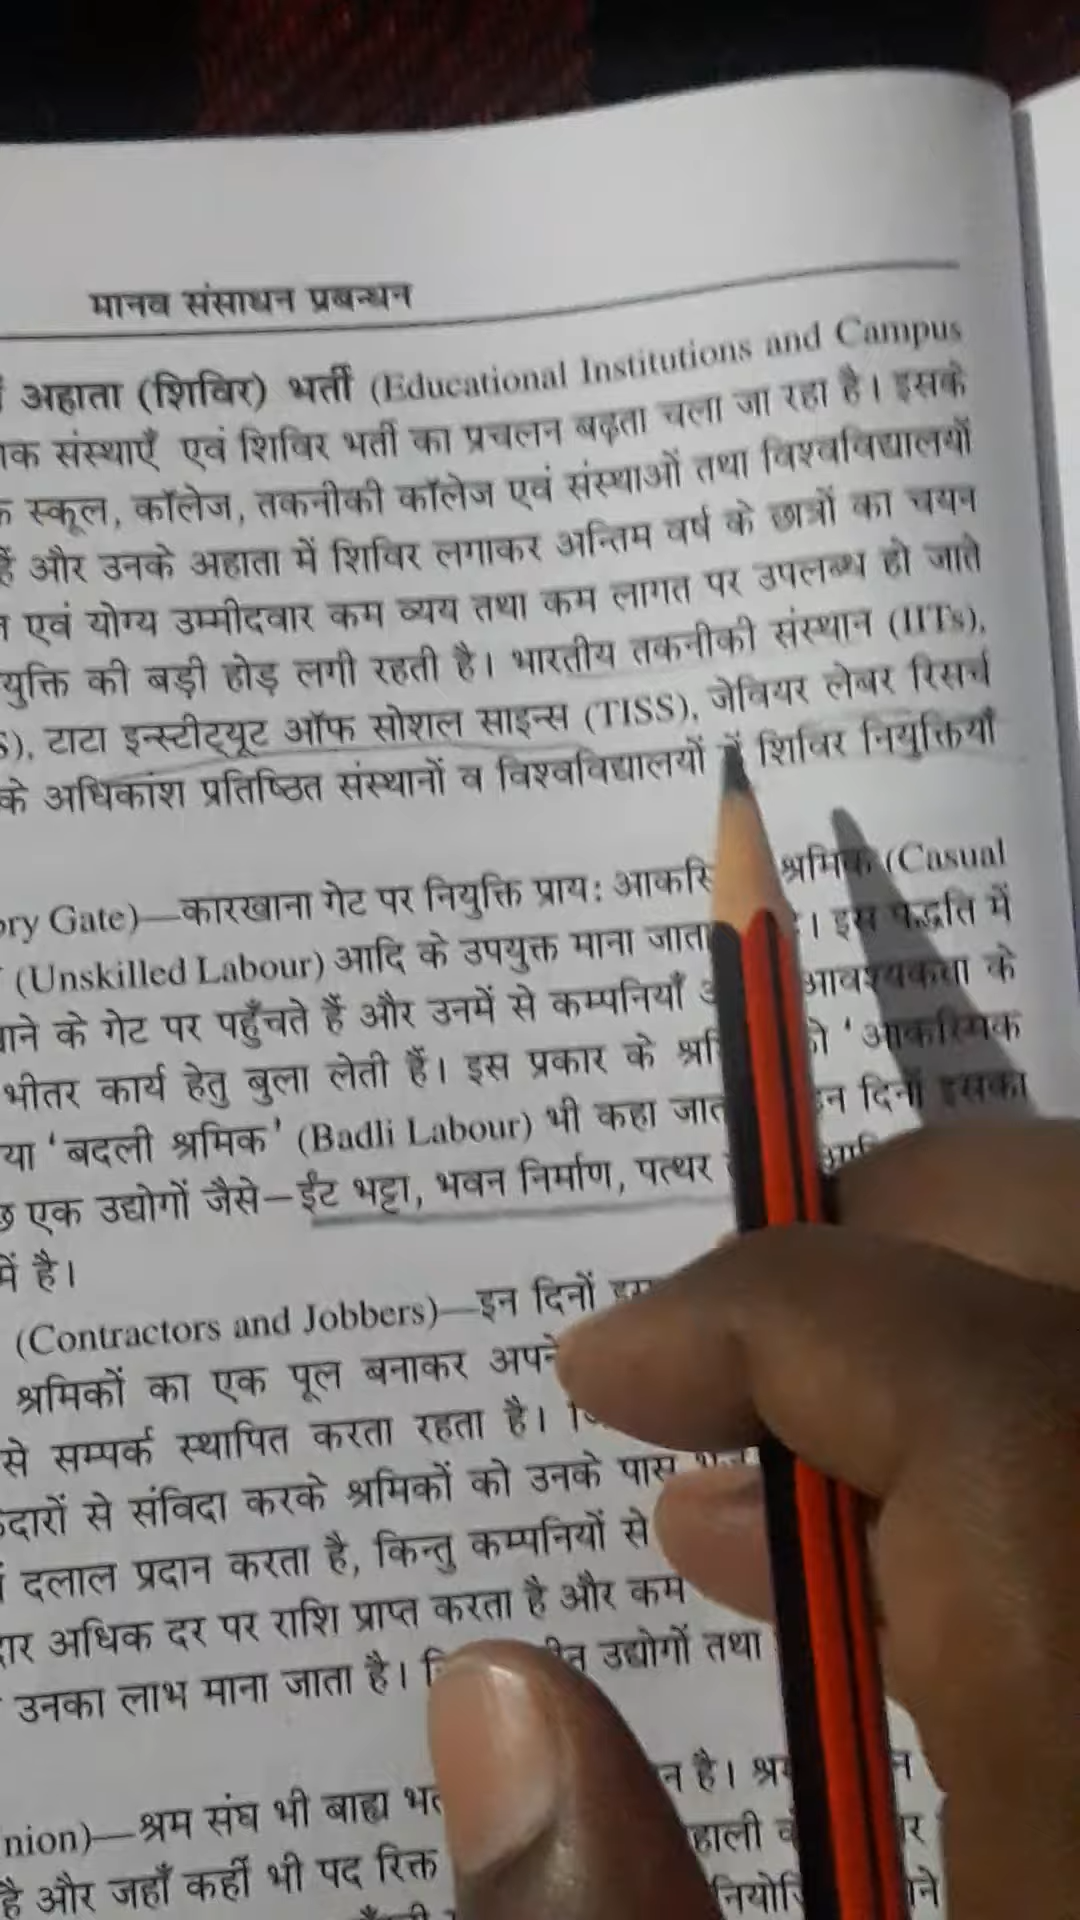 मानव संसाधन प्रबन्धन
अहाता (शिविर) भर्ती (Educational Institutions and Campus
संस्थाएँ एवं शिविर भर्ती का प्रचलन बढ़ता चला जा रहा है। इसके
स्कूल, कॉलेज, तकनीकी कॉलेज एवं संस्थाओं तथा विश्वविद्यालयों
हैं और उनके अहाता में शिविर लगाकर अन्तिम वर्ष के छात्रों का चयन
एवं योग्य उम्मीदवार कम व्यय तथा कम लागत पर उपलब्ध हो जाते
की बड़ी होड़ लगी रहती है। भारतीय तकनीकी संस्थान (IITs),
टाटा इन्स्टीट्यूट ऑफ सोशल साइन्स (TISS), जेवियर लेबर रिसर्च
के अधिकांश प्रतिष्ठित संस्थानों व विश्वविद्यालयों में शिविर नियुक्तियाँ
Gate)—कारखाना गेट पर नियुक्ति प्राय: श्रमिक (Casual
(Unskilled Labour) आदि के उपयुक्त माना जाता । इस पद्धति में
के गेट पर पहुँचते हैं और उनमें से कम्पनियाँ आवश्यकता के
भीतर कार्य हेतु बुला लेती हैं। इस प्रकार के 'आकस्मिक
या 'बदली श्रमिक' (Badli Labour) भी कहा दिनों इसका
एक उद्योगों जैसे—ईंट भट्टा, भवन निर्माण, पत्थर
में है।
(Contractors and Jobbers)—इन दिनों
श्रमिकों का एक पूल बनाकर अपने
से सम्पर्क स्थापित करता रहता है।
से संविदा करके श्रमिकों को उनके पास
दलाल प्रदान करता है, किन्तु कम्पनियों से
अधिक दर पर राशि प्राप्त करता है और कम
उनका लाभ माना जाता है। उद्योगों तथा
श्रम संघ भी बाह्य है।
है और जहाँ कहीं भी पद रिक्त